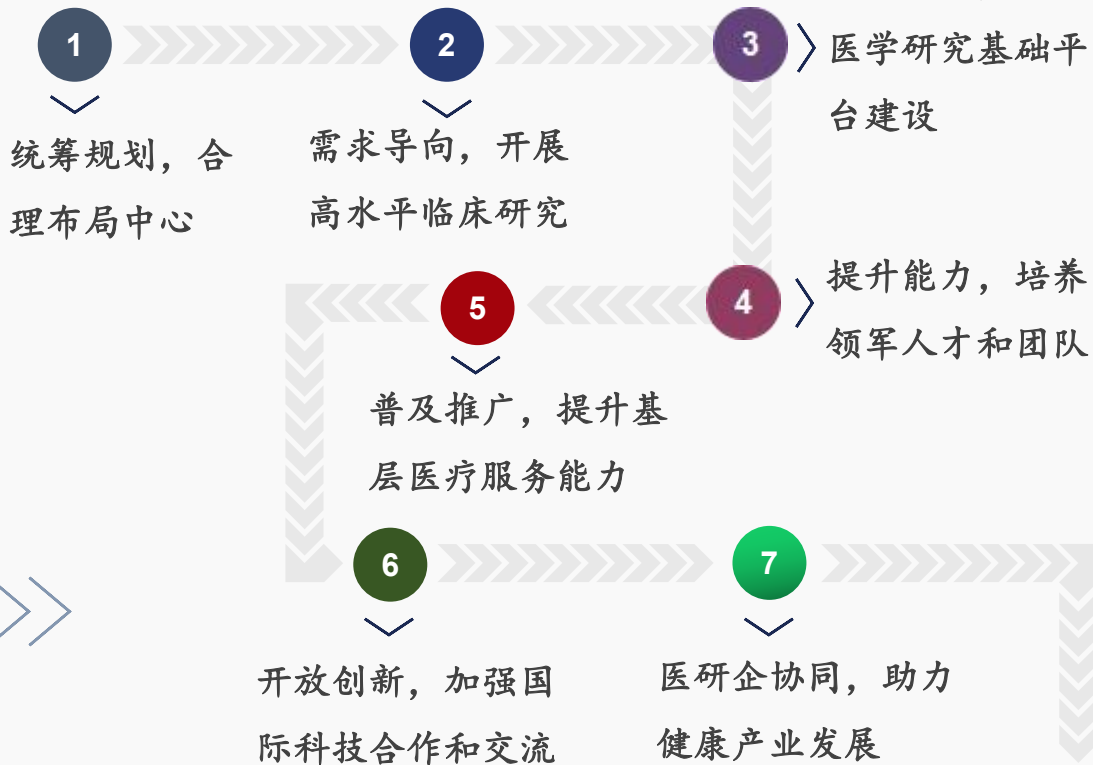 1
统筹规划，合
理布局中心
2
需求导向，开展
高水平临床研究
3
医学研究基础平
台建设
4
提升能力，培养
领军人才和团队
5
普及推广，提升基
层医疗服务能力
6
开放创新，加强国
际科技合作和交流
7
医研企协同，助力
健康产业发展